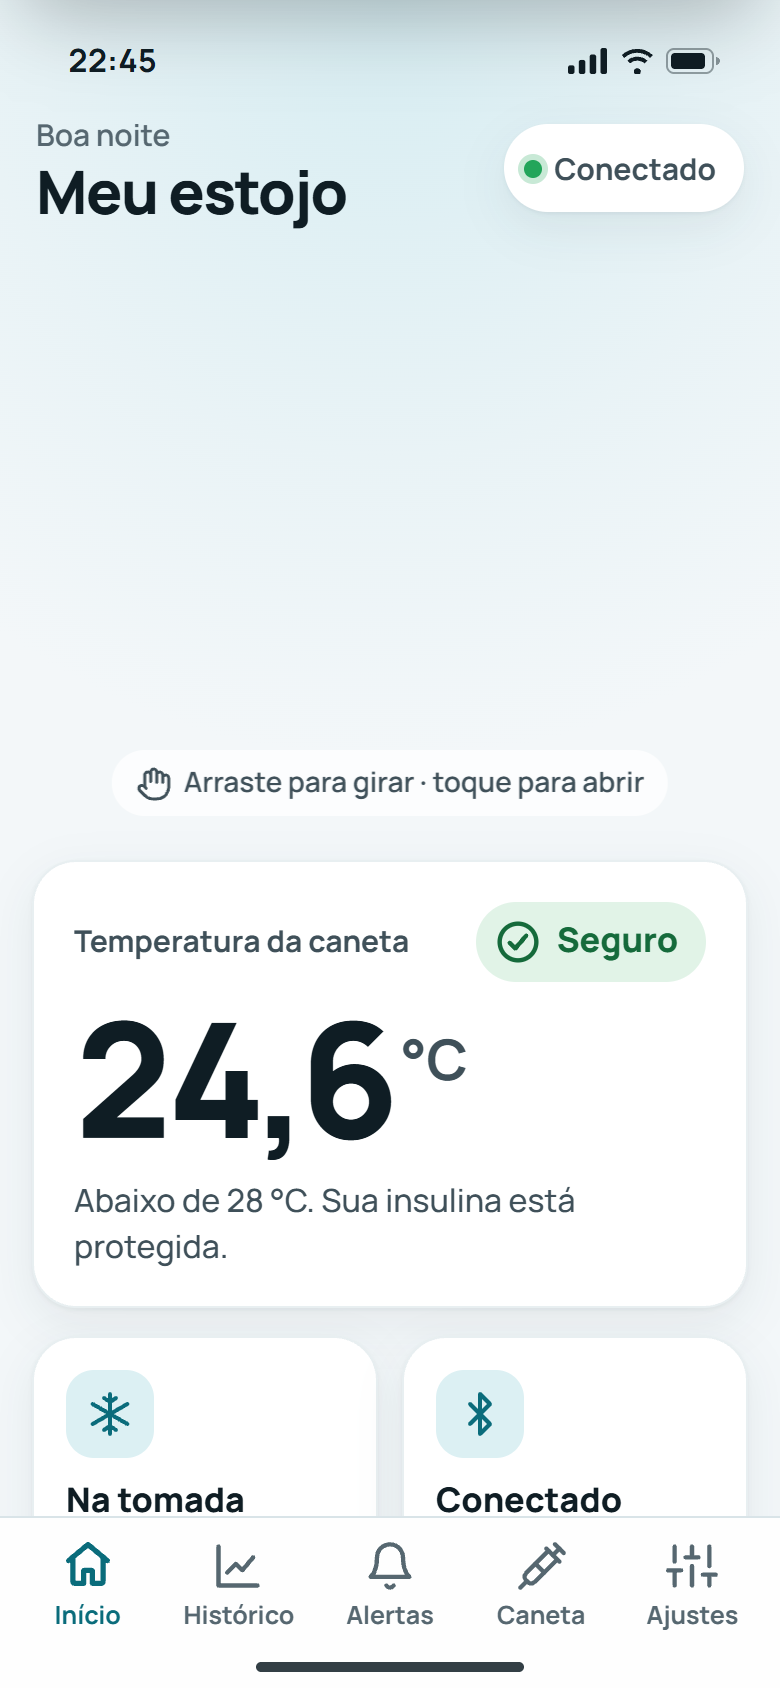 22:45
Boa noite
Meu estojo
Conectado
Arraste para girar · toque para abrir
Temperatura da caneta
Seguro
24,6 °C
Abaixo de 28 °C. Sua insulina está
protegida.
Na tomada
Conectado
Início
Histórico
Alertas
Caneta
Ajustes